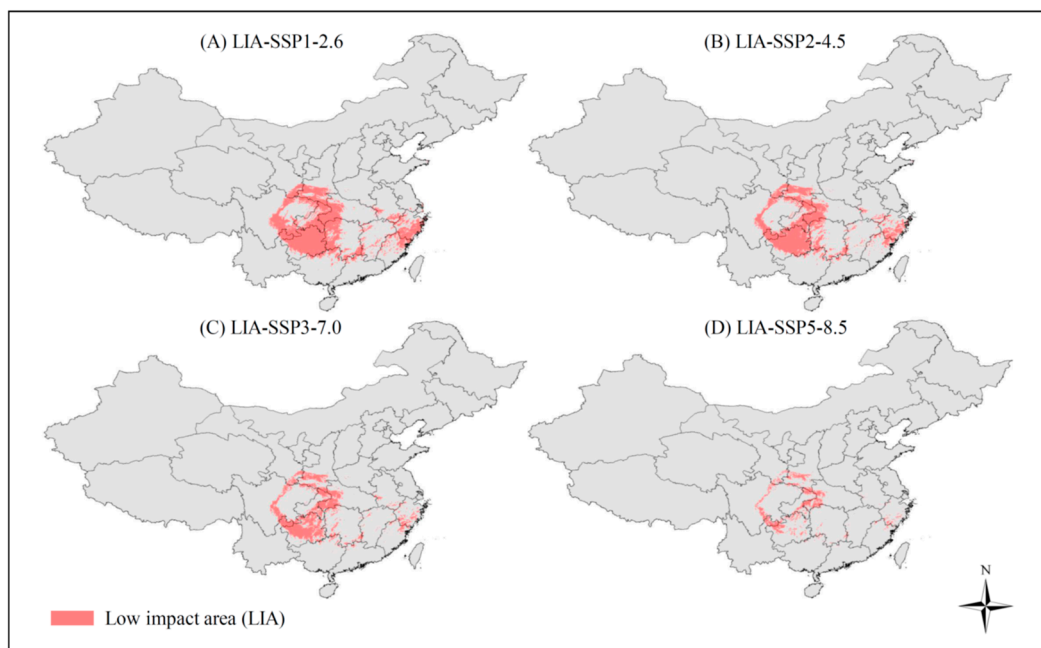 (A) LIA-SSP1-2.6
(B) LIA-SSP2-4.5
(C) LIA-SSP3-7.0
(D) LIA-SSP5-8.5
Low impact area (LIA)
N